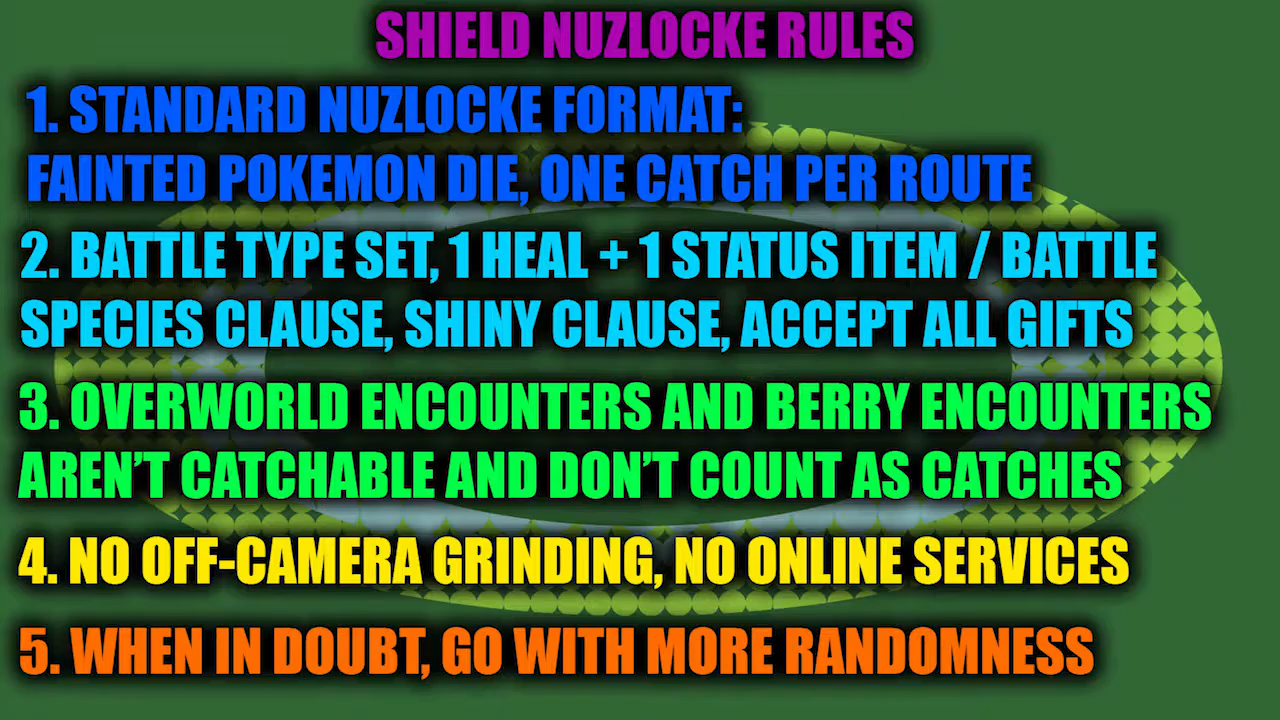 SHIELD NUZLOCKE RULES
1. STANDARD NUZLOCKE FORMAT:
FAINTED POKEMON DIE, ONE CATCH PER ROUTE
2. BATTLE TYPE SET, 1 HEAL + 1 STATUS ITEM / BATTLE
SPECIES CLAUSE, SHINY CLAUSE, ACCEPT ALL GIFTS
3. OVERWORLD ENCOUNTERS AND BERRY ENCOUNTERS
AREN'T CATCHABLE AND DON'T COUNT AS CATCHES
4. NO OFF-CAMERA GRINDING, NO ONLINE SERVICES
5. WHEN IN DOUBT, GO WITH MORE RANDOMNESS